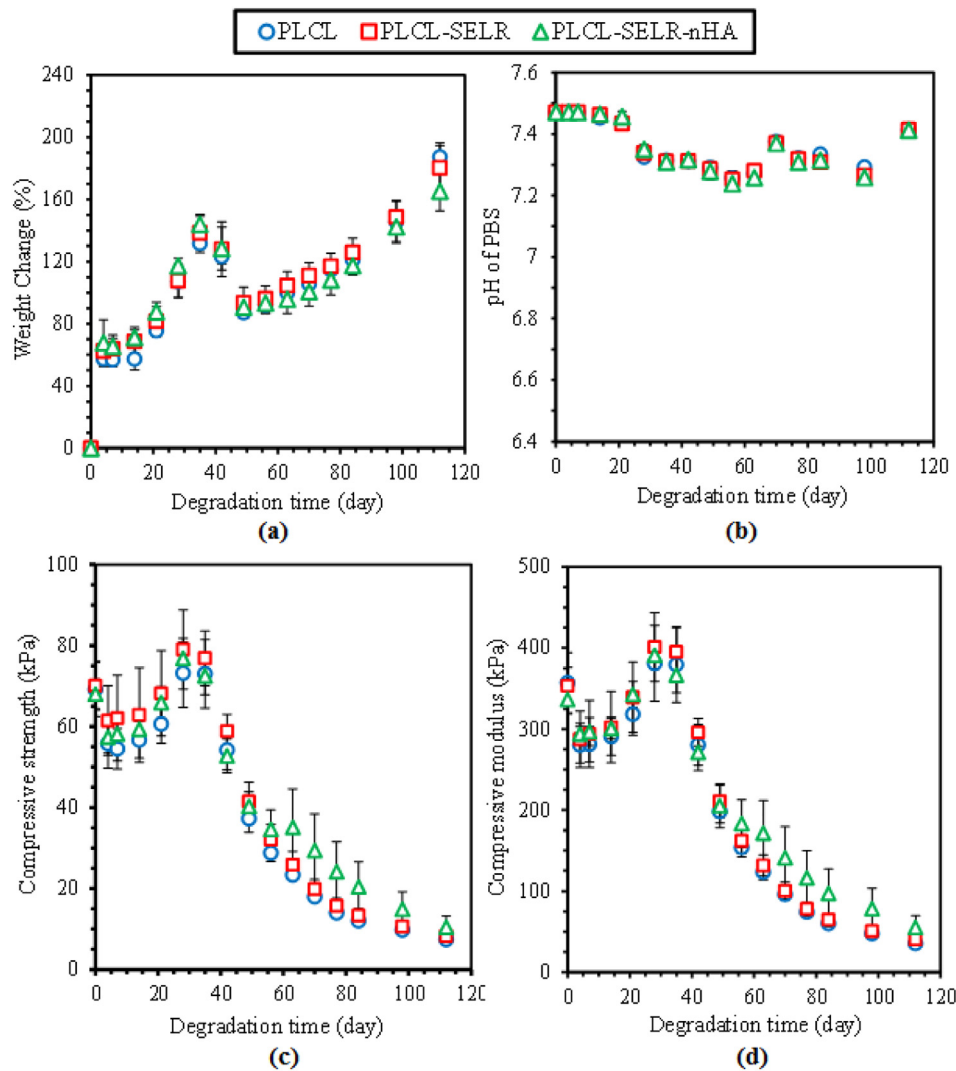 PLCL PLCL-SELR PLCL-SELR-nHA
240
200
160
120
80
40
0
0 20 40 60 80 100 120
Weight Change (%)
Degradation time (day)
(a)
7.6
7.4
7.2
7
6.8
6.6
6.4
0 20 40 60 80 100 120
pH of PBS
Degradation time (day)
(b)
100
80
60
40
20
0
0 20 40 60 80 100 120
Compressive strength (kPa)
Degradation time (day)
(c)
500
400
300
200
100
0
0 20 40 60 80 100 120
Compressive modulus (kPa)
Degradation time (day)
(d)